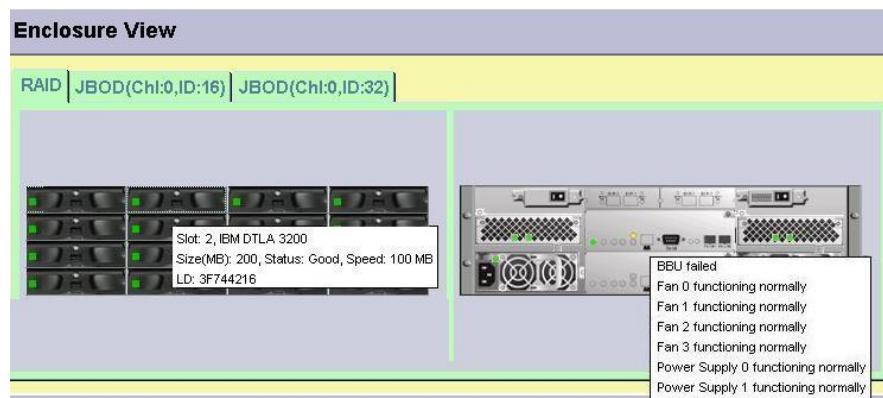 Enclosure View
RAID JBOD(Chl:0,ID:16) JBOD(Chl:0,ID:32)
Slot: 2, IBM DTLA 3200
Size(MB): 200, Status: Good, Speed: 100 MB
LD: 3F744216
BBU failed
Fan 0 functioning normally
Fan 1 functioning normally
Fan 2 functioning normally
Fan 3 functioning normally
Power Supply 0 functioning normally
Power Supply 1 functioning normally